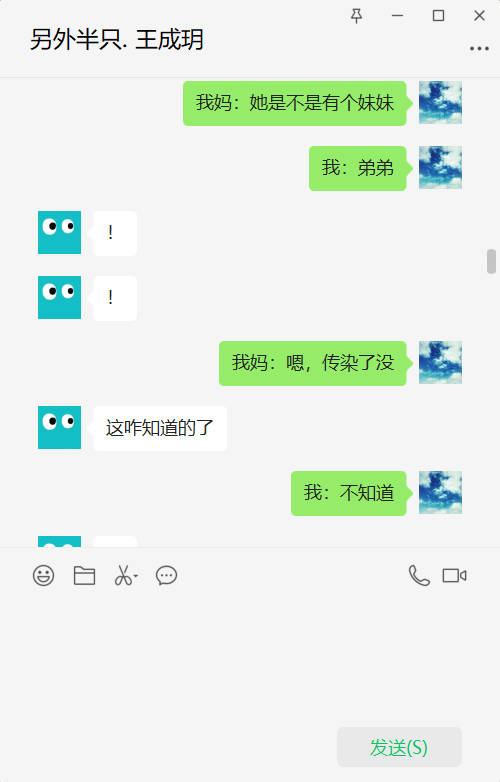 另外半只. 王成玥
我妈：她是不是有个妹妹
我：弟弟
！
！
我妈：嗯，传染了没
这咋知道的了
我：不知道
发送(S)